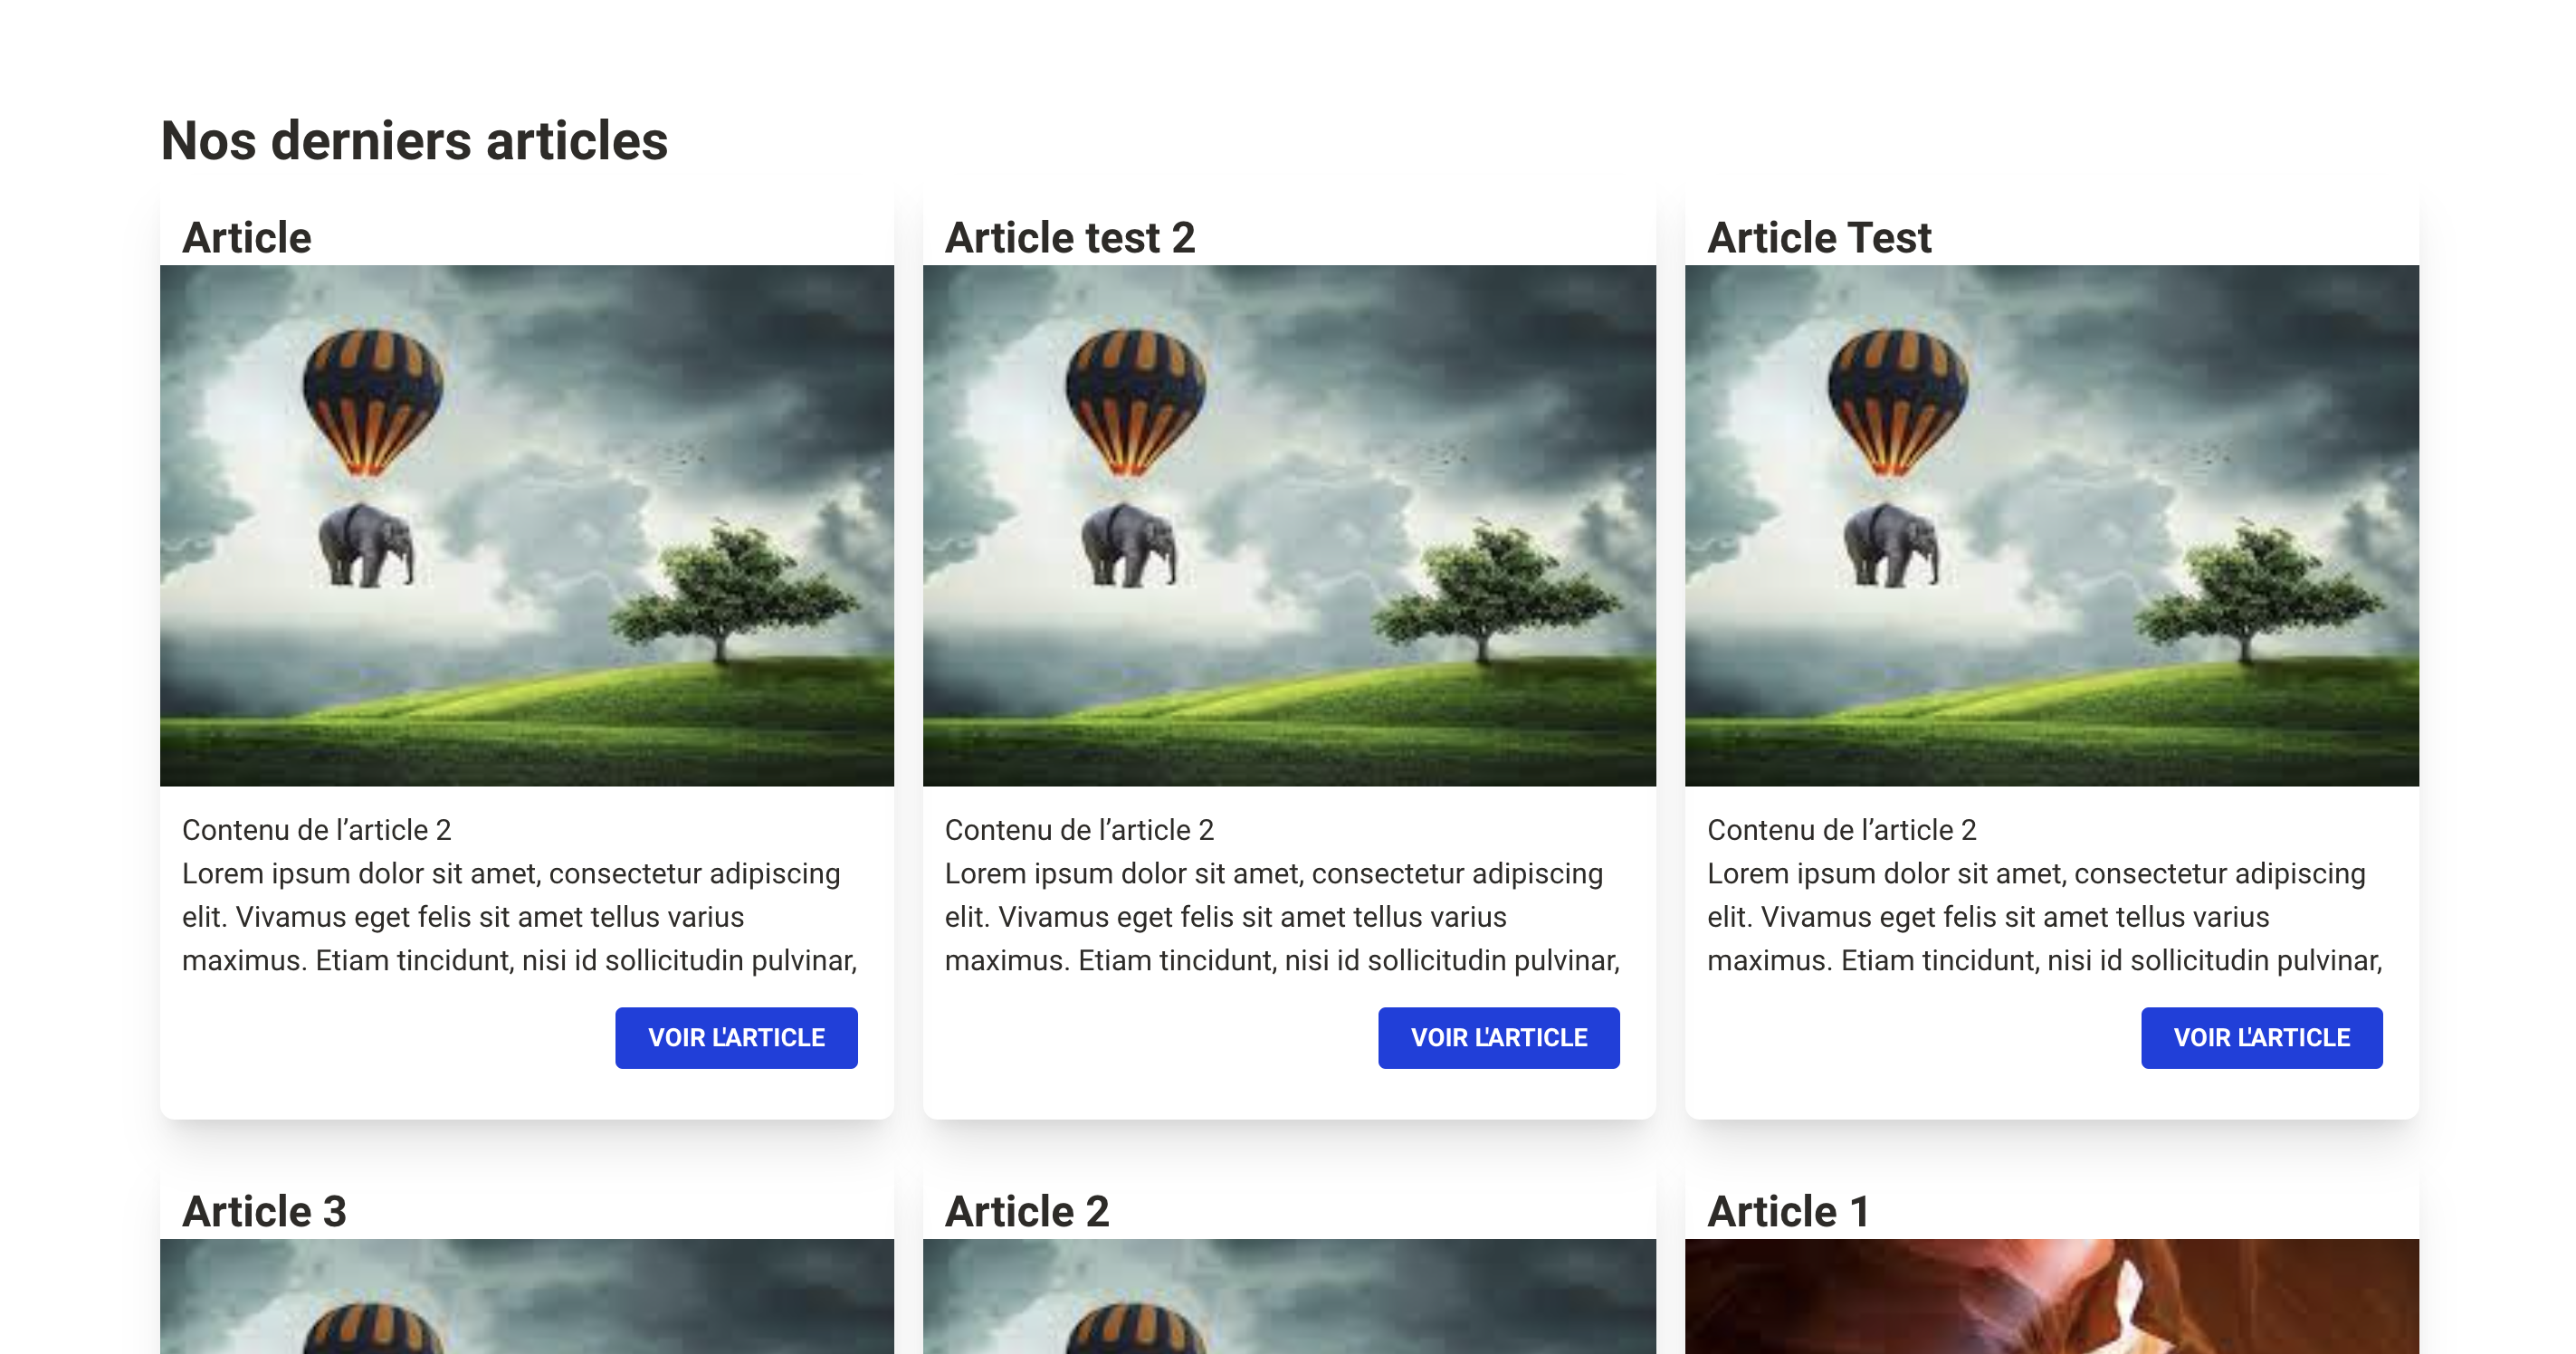 Nos derniers articles
Article
Article test 2
Article Test
Contenu de l’article 2
Lorem ipsum dolor sit amet, consectetur adipiscing
elit. Vivamus eget felis sit amet tellus varius
maximus. Etiam tincidunt, nisi id sollicitudin pulvinar,
VOIR L'ARTICLE
Contenu de l’article 2
Lorem ipsum dolor sit amet, consectetur adipiscing
elit. Vivamus eget felis sit amet tellus varius
maximus. Etiam tincidunt, nisi id sollicitudin pulvinar,
VOIR L'ARTICLE
Contenu de l’article 2
Lorem ipsum dolor sit amet, consectetur adipiscing
elit. Vivamus eget felis sit amet tellus varius
maximus. Etiam tincidunt, nisi id sollicitudin pulvinar,
VOIR L'ARTICLE
Article 3
Article 2
Article 1